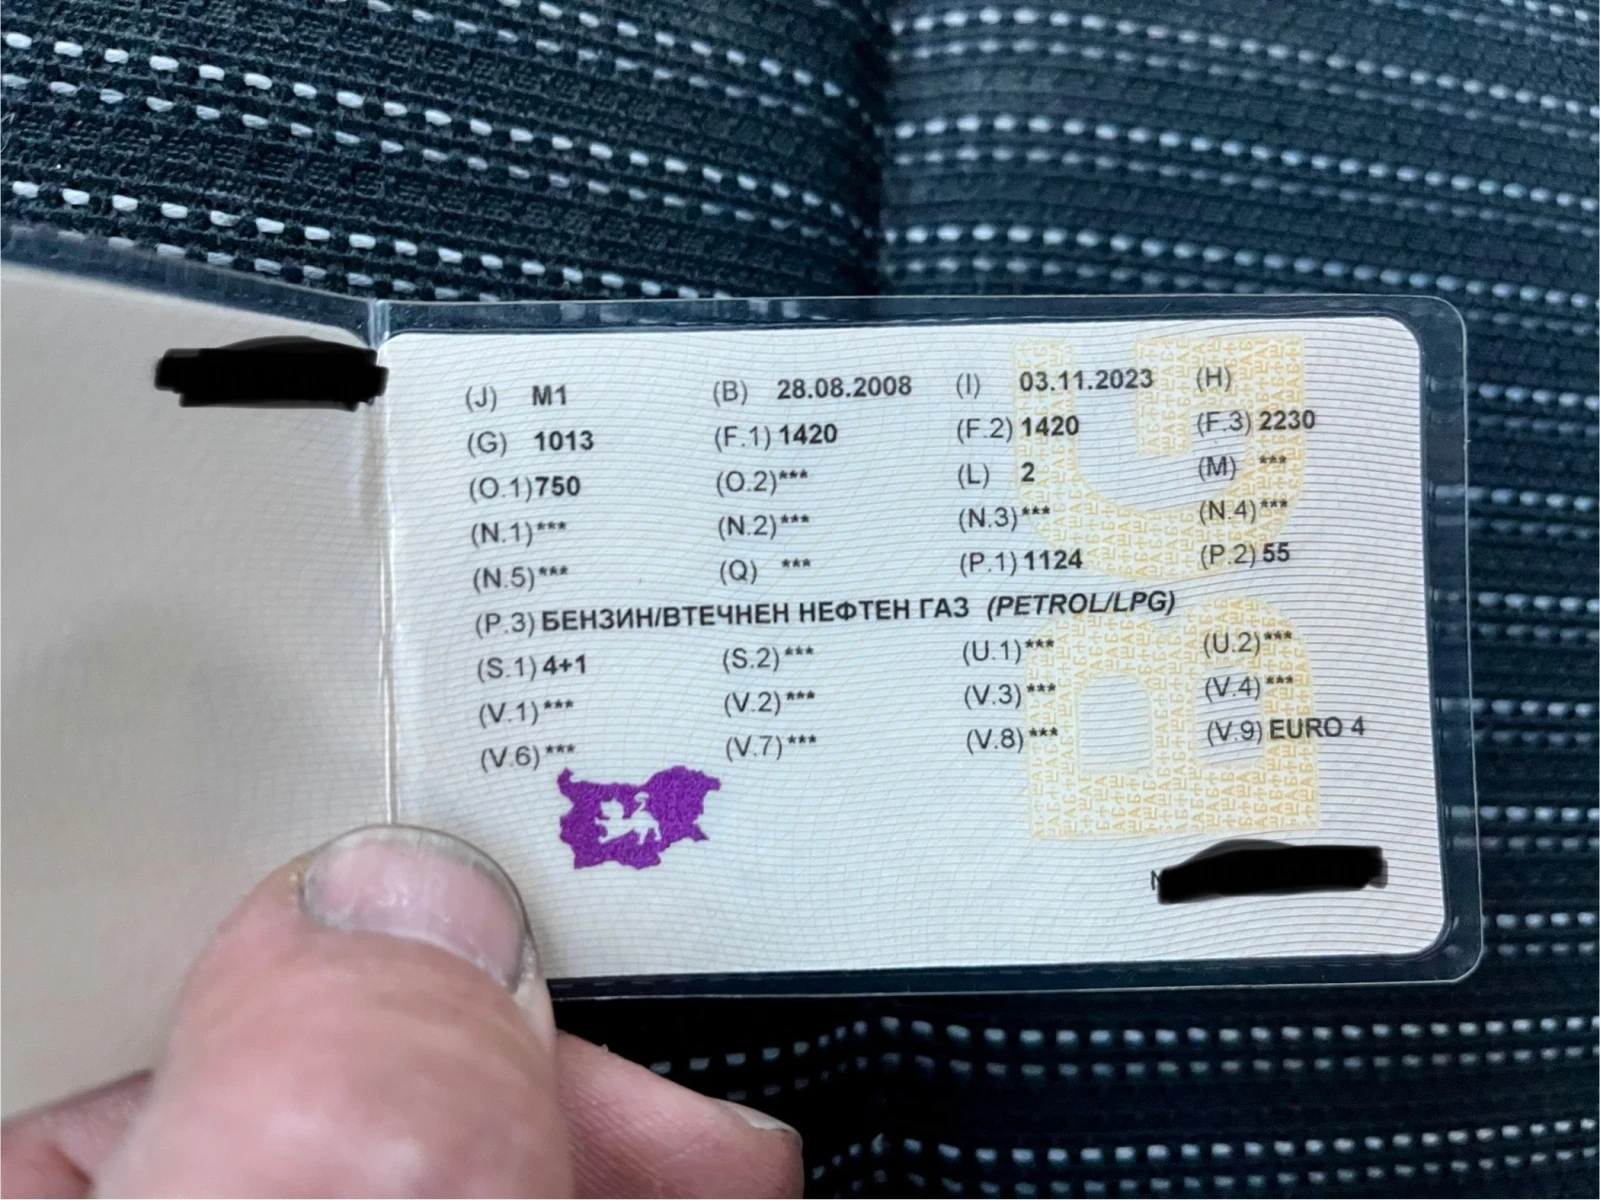 (J) M1 (B) 28.08.2008 (I) 03.11.2023 (H)
(G) 1013 (F.1) 1420 (F.2) 1420 (F.3) 2230
(O.1) 750 (O.2) *** (L) 2 (M) ***
(N.1) *** (N.2) *** (N.3) *** (N.4) ***
(N.5) *** (Q) *** (P.1) 1124 (P.2) 55
(P.3) БЕНЗИН/ВТЕЧНЕН НЕФТЕН ГАЗ (PETROL/LPG)
(S.1) 4+1 (S.2) *** (U.1) *** (U.2) ***
(V.1) *** (V.2) *** (V.3) *** (V.4) ***
(V.6) *** (V.7) *** (V.8) *** (V.9) EURO 4
BG